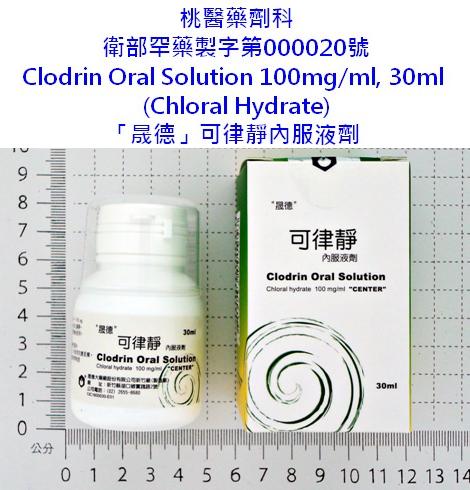 桃醫藥劑科
衛部罕藥製字第000020號
Clodrin Oral Solution 100mg/ml, 30ml
(Chloral Hydrate)
「晟德」可律靜內服液劑
9
8
7
6
5
4
3
2
1
0
公分
0 1 2 3 4 5 6 7 8 9 10 11 12 13 14
30ml
"晟德"
可律靜 內服液劑
Clodrin Oral Solution
Chloral hydrate 100 mg/ml "CENTER"
"晟德"
可律靜
內服液劑
Clodrin Oral Solution
Chloral hydrate 100 mg/ml "CENTER"
30ml